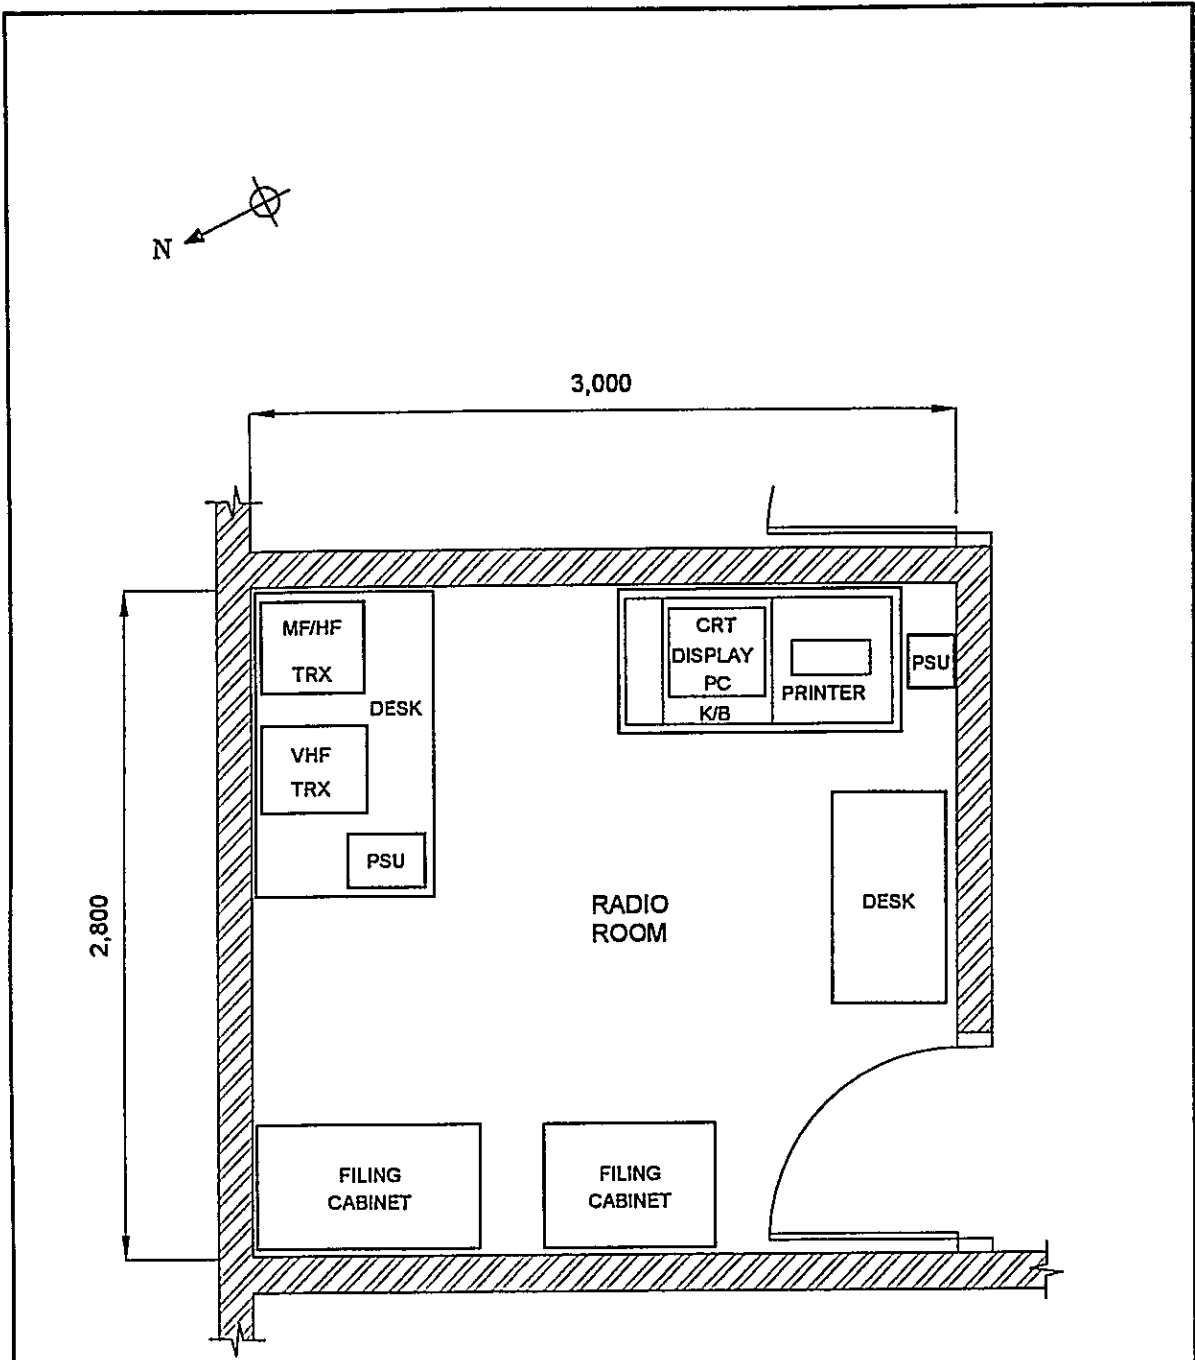 N
3,000
MF/HF
TRX
DESK
VHF
TRX
PSU
CRT
DISPLAY
PC
K/B
PRINTER
PSU
2,800
RADIO
ROOM
DESK
FILING
CABINET
FILING
CABINET